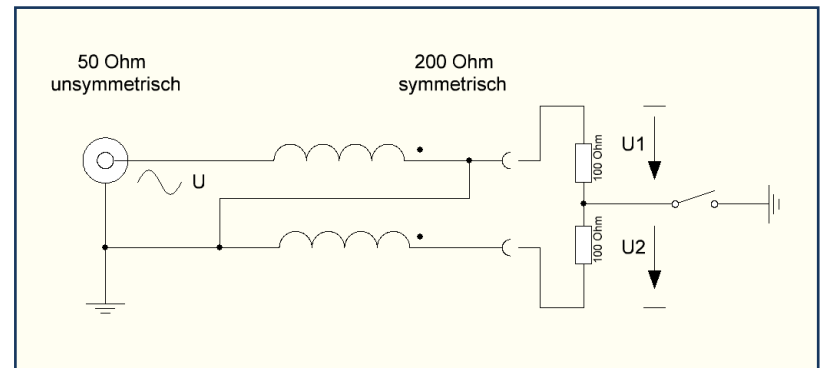 50 Ohm
unsymmetrisch
200 Ohm
symmetrisch
U
100 Ohm
U1
100 Ohm
U2